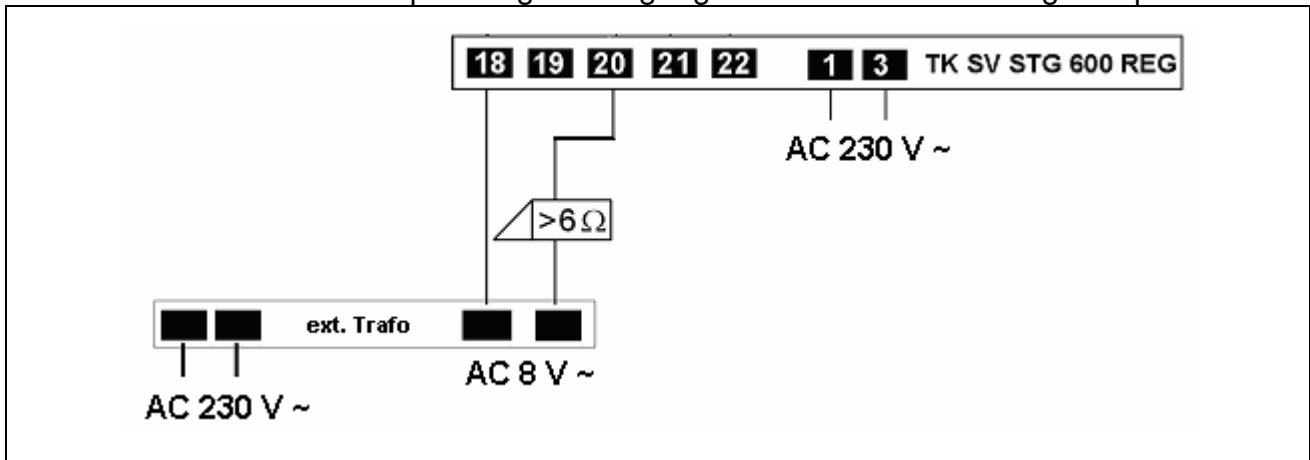 18 19 20 21 22 1 3 TK SV STG 600 REG
AC 230 V ~
>6 Ω
ext. Trafo
AC 8 V ~
AC 230 V ~